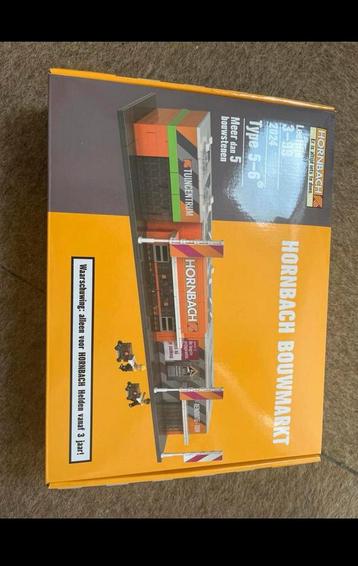 HORNBACH
3-99
2024
Type 5-6
Meer dan 5
bouwstenen
HORNBACH BOUWMARKT
TUINCENTRUM
HORNBACH
Waarschuwing: alleen voor HORNBACH Helden vanaf 3 jaar!